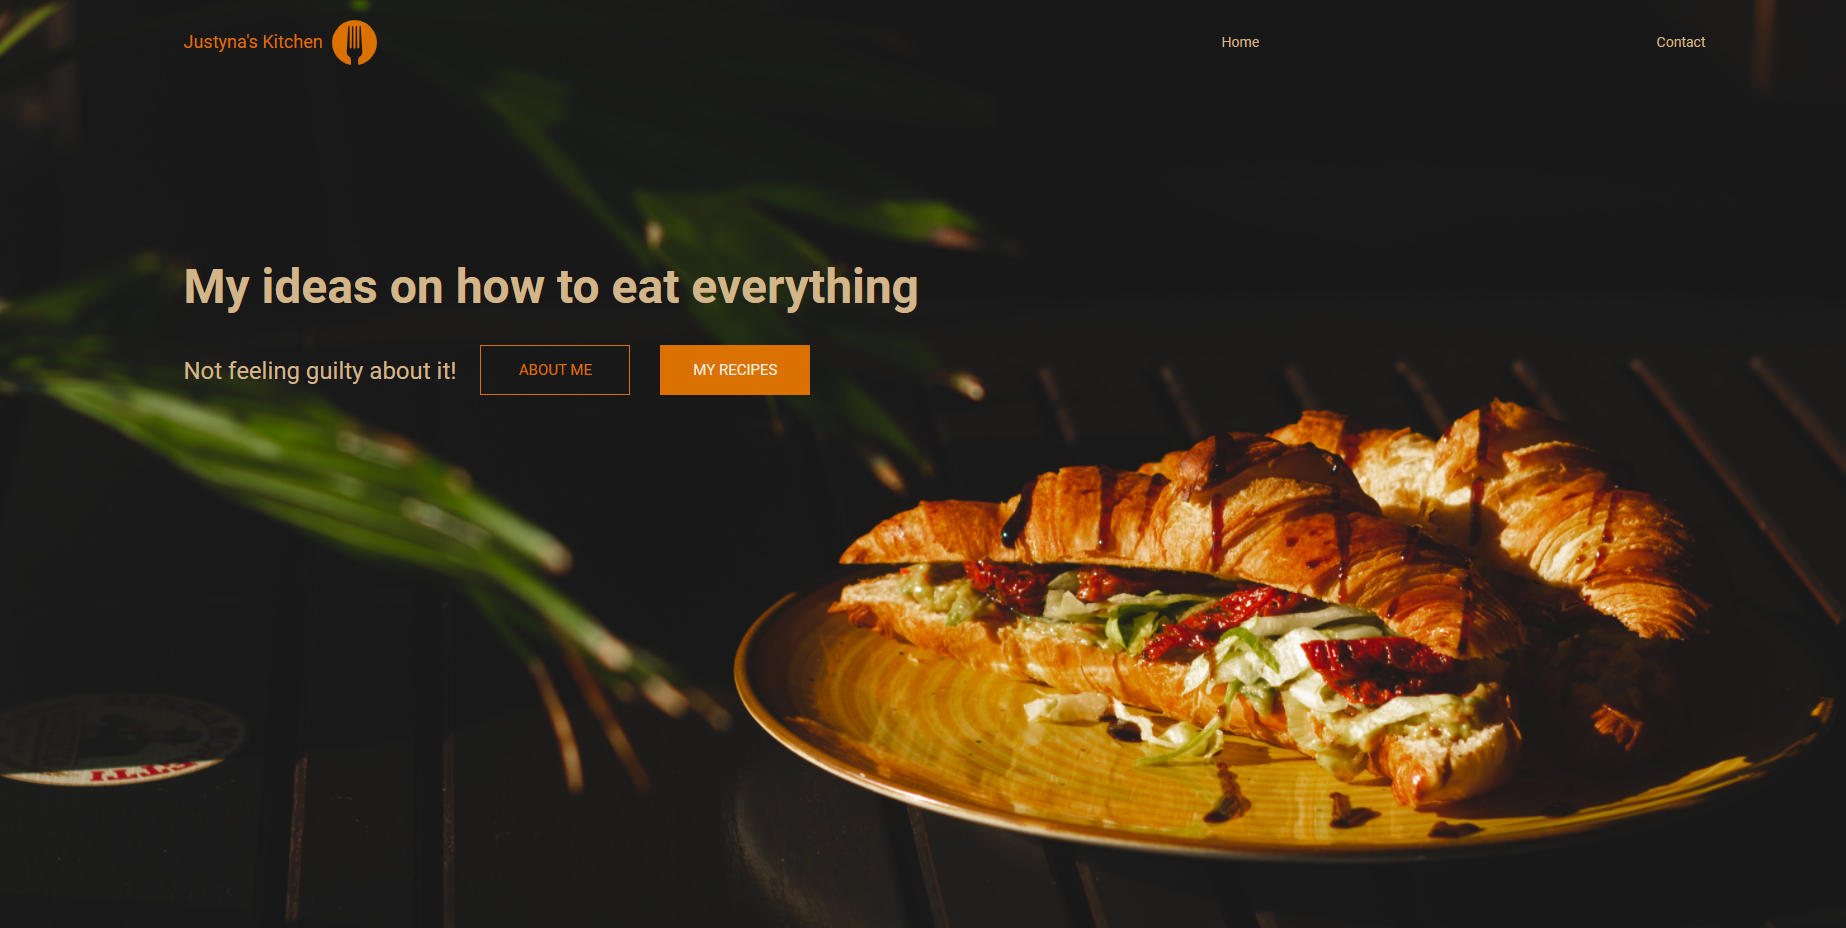 Justyna's Kitchen
Home
Contact
My ideas on how to eat everything
Not feeling guilty about it!
ABOUT ME
MY RECIPES